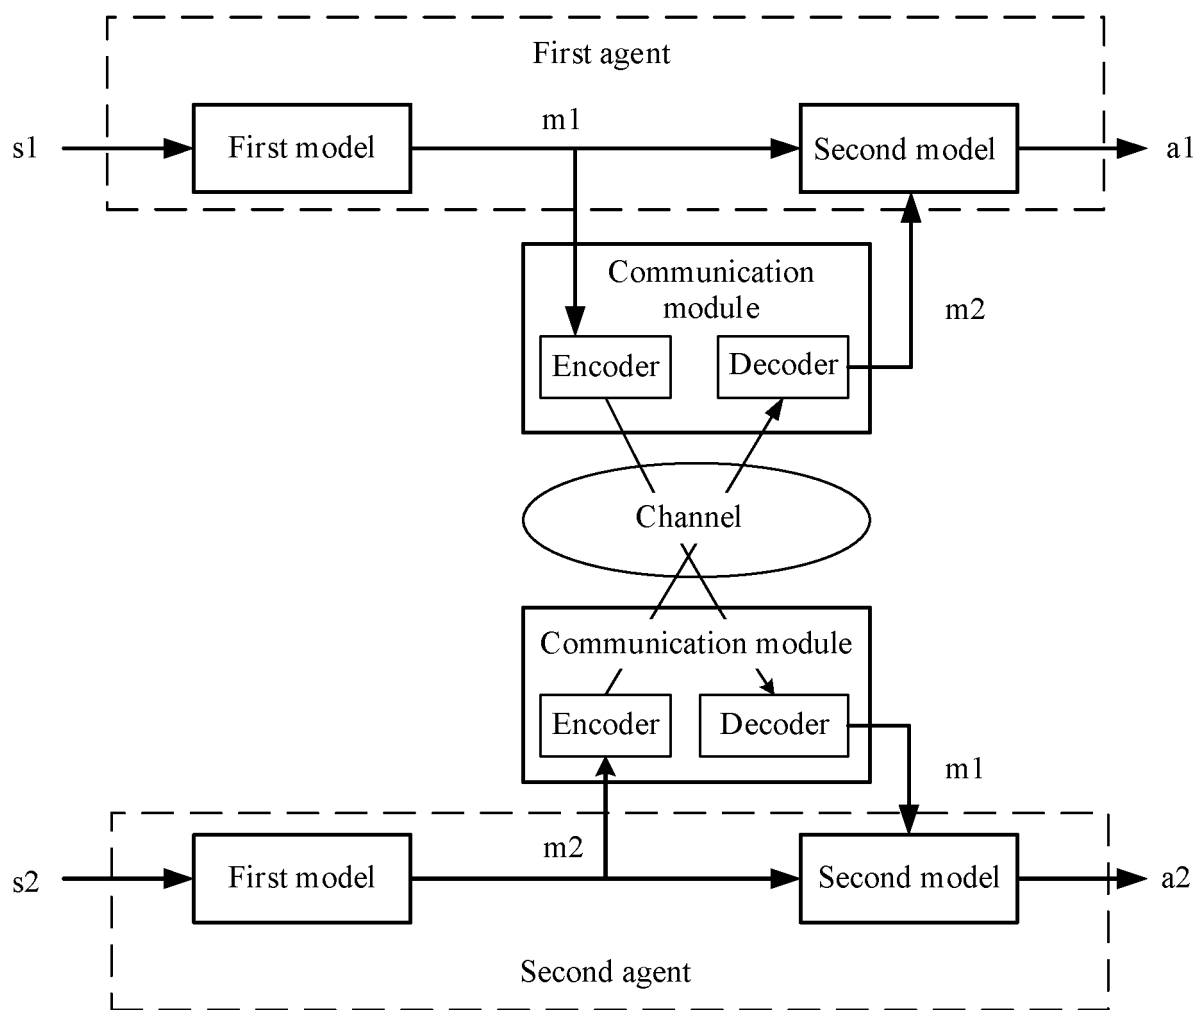 First agent
m1
s1
First model
Second model
a1
Communication
module
m2
Encoder
Decoder
Channel
Communication module
Encoder
Decoder
m1
m2
s2
First model
Second model
a2
Second agent